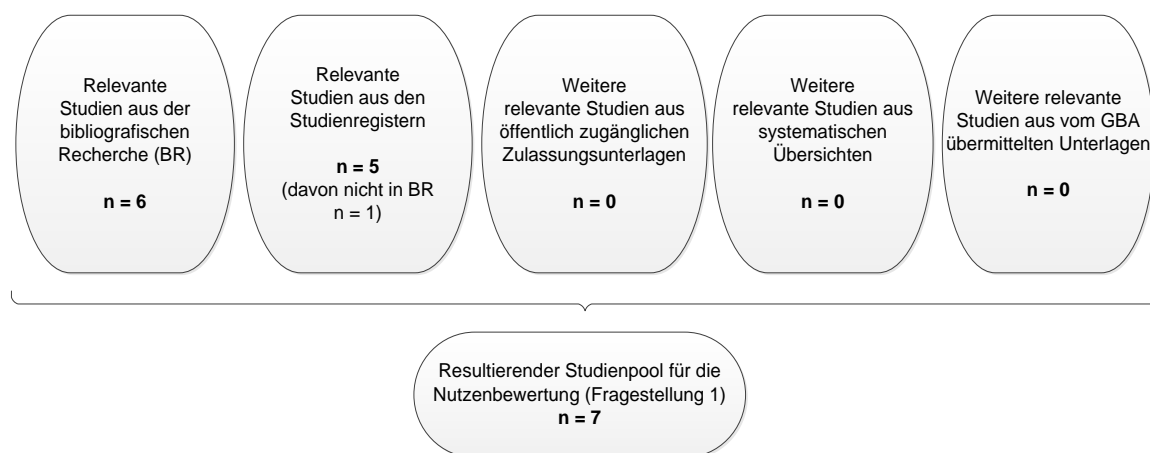 Relevante
Studien aus der
bibliografischen
Recherche (BR)
n = 6
Relevante
Studien aus den
Studienregistern
n = 5
(davon nicht in BR
n = 1)
Weitere
relevante Studien aus
öffentlich zugänglichen
Zulassungsunterlagen
n = 0
Weitere
relevante Studien aus
systematischen
Übersichten
n = 0
Weitere relevante
Studien aus vom GBA
übermittelten Unterlagen
n = 0
Resultierender Studienpool für die
Nutzenbewertung (Fragestellung 1)
n = 7